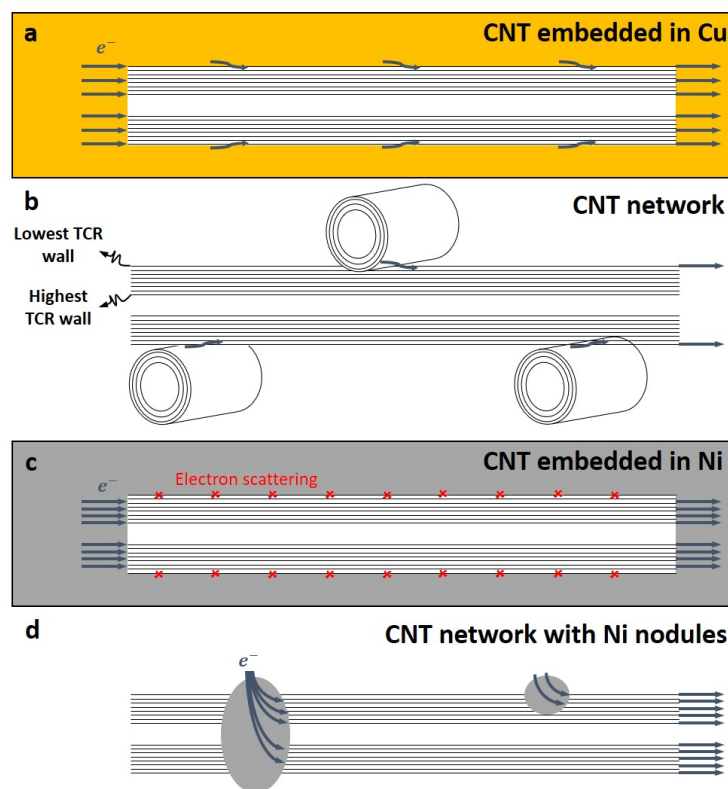 a
CNT embedded in Cu
e⁻
b
CNT network
Lowest TCR
wall
Highest
TCR wall
c
CNT embedded in Ni
Electron scattering
e⁻
d
CNT network with Ni nodules
e⁻